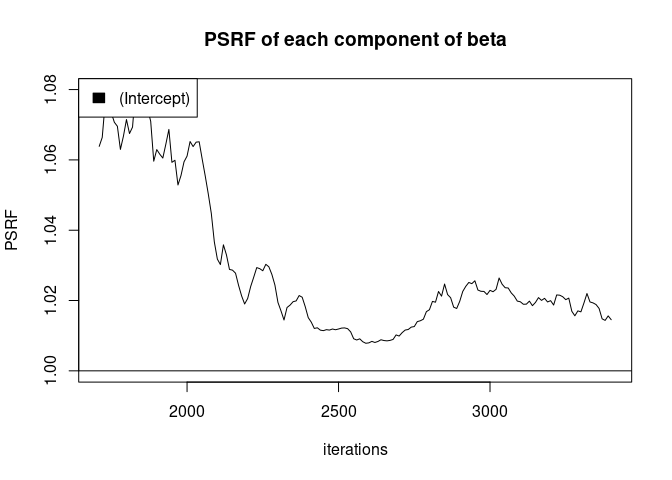 PSRF of each component of beta
(Intercept)
PSRF
1.08
1.06
1.04
1.02
1.00
2000 2500 3000
iterations